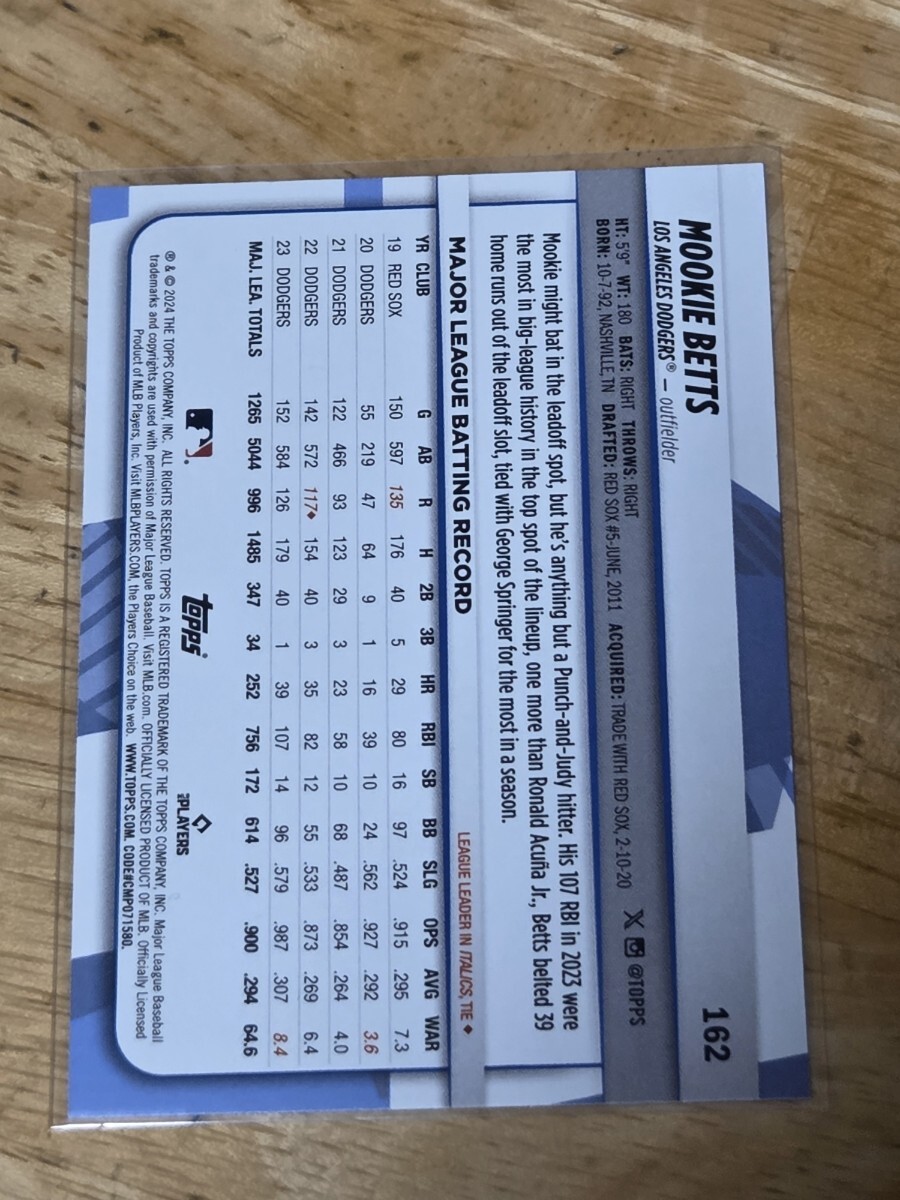 MOOKIE BETTS
162
LOS ANGELES DODGERS® — outfielder
HT: 5'9" WT: 180 BATS: RIGHT THROWS: RIGHT
BORN: 10-7-92, NASHVILLE, TN DRAFTED: RED SOX #5-JUNE, 2011 ACQUIRED: TRADE WITH RED SOX, 2-10-20 X @TOPPS
Mookie might bat in the leadoff spot, but he's anything but a Punch-and-Judy hitter. His 107 RBI in 2023 were
the most in big-league history in the top spot of the lineup, one more than Ronald Acuña Jr., Betts belted 39
home runs out of the leadoff slot, tied with George Springer for the most in a season.
MAJOR LEAGUE BATTING RECORD LEAGUE LEADER IN ITALICS, TIE ♦
YR CLUB G AB R H 2B 3B HR RBI SB BB SLG OPS AVG WAR
19 RED SOX 150 597 135 176 40 5 29 80 16 97 .524 .915 .295 7.3
20 DODGERS 55 219 47 64 9 1 16 39 10 24 .562 .927 .292 3.6
21 DODGERS 122 466 93 123 29 3 23 58 10 68 .487 .854 .264 4.0
22 DODGERS 142 572 117♦ 154 40 3 35 82 12 55 .533 .873 .269 6.4
23 DODGERS 152 584 126 179 40 1 39 107 14 96 .579 .987 .307 8.4
MAJ. LEA. TOTALS 1265 5044 996 1485 347 34 252 756 172 614 .527 .900 .294 64.6
topps®
PLAYERS
® & © 2024 THE TOPPS COMPANY, INC. ALL RIGHTS RESERVED. TOPPS IS A REGISTERED TRADEMARK OF THE TOPPS COMPANY, INC. Major League Baseball
trademarks and copyrights are used with permission of Major League Baseball. Visit MLB.com. OFFICIALLY LICENSED PRODUCT OF MLB. Officially Licensed
Product of MLB Players, Inc. Visit MLBPLAYERS.COM, the Players Choice on the web. WWW.TOPPS.COM. CODE#CMP071580.